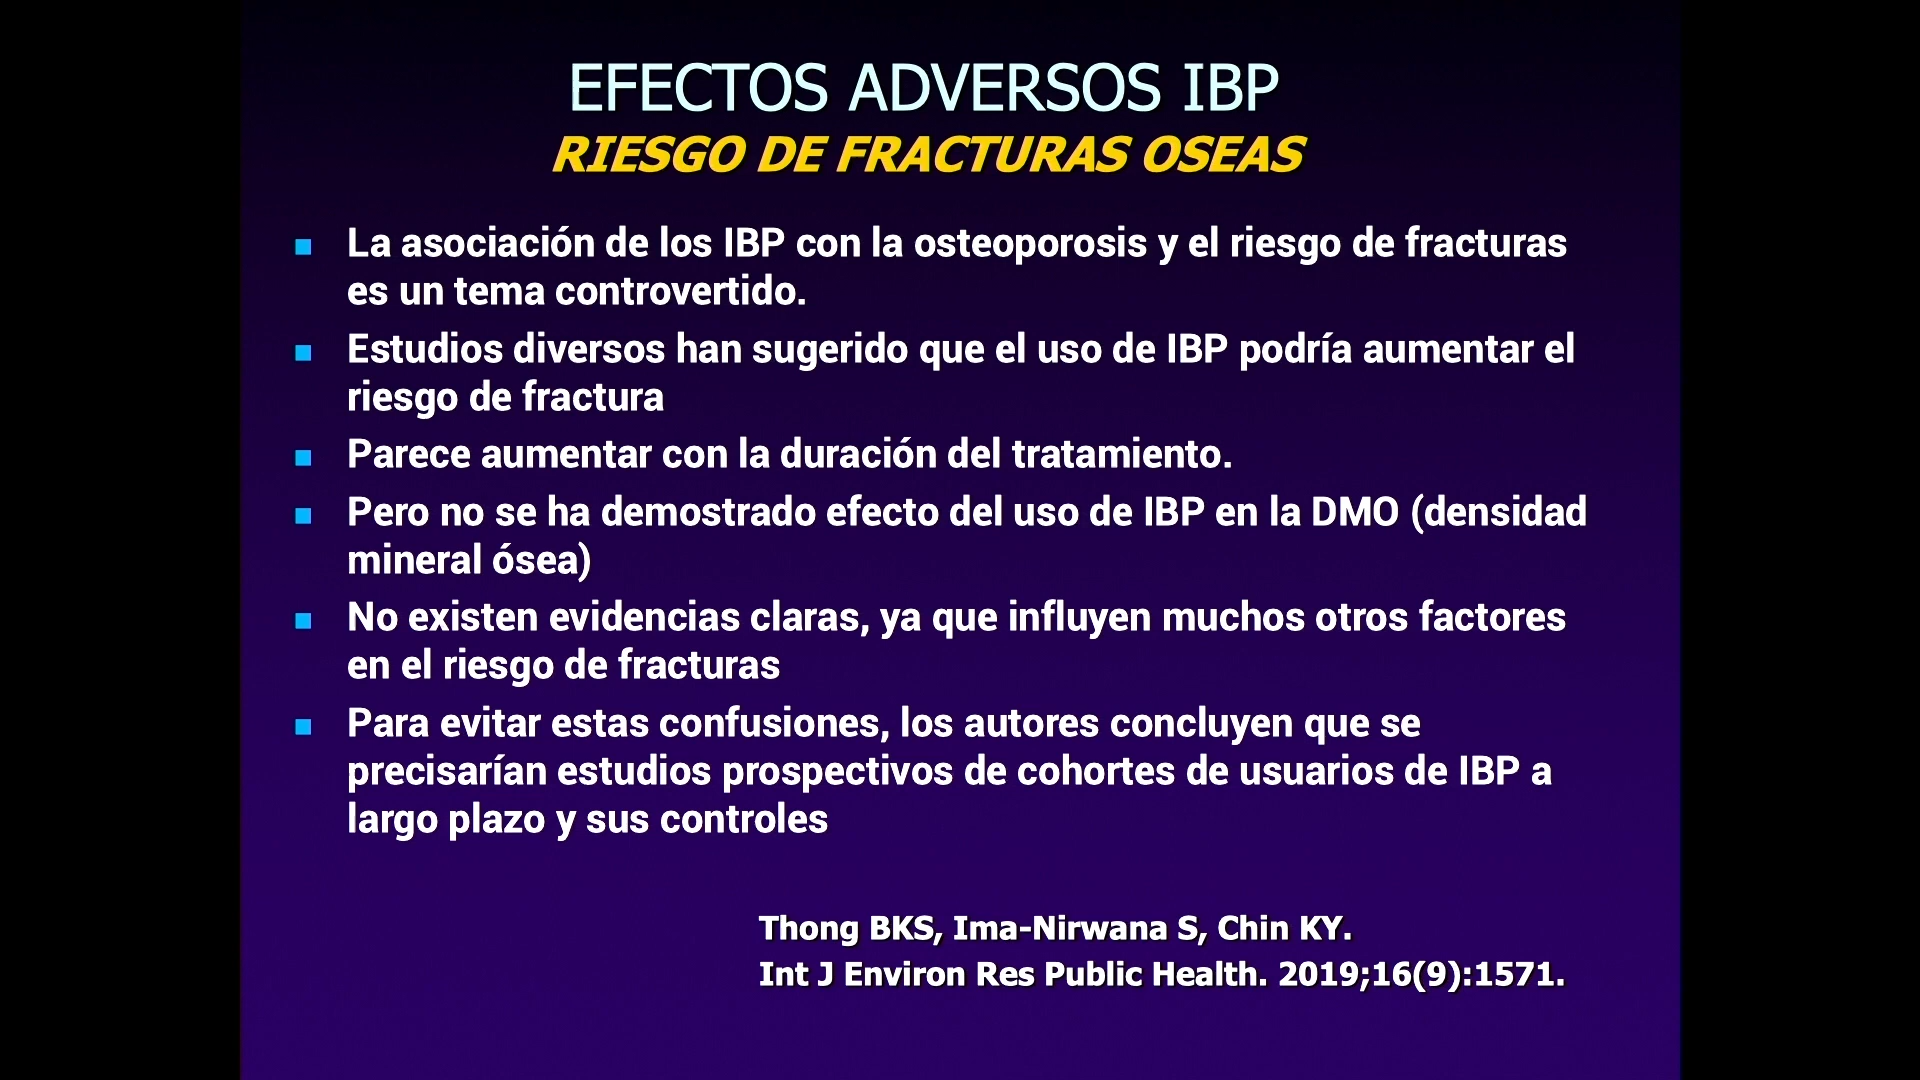 EFECTOS ADVERSOS IBP
RIESGO DE FRACTURAS OSEAS
La asociación de los IBP con la osteoporosis y el riesgo de fracturas
es un tema controvertido.
Estudios diversos han sugerido que el uso de IBP podría aumentar el
riesgo de fractura
Parece aumentar con la duración del tratamiento.
Pero no se ha demostrado efecto del uso de IBP en la DMO (densidad
mineral ósea)
No existen evidencias claras, ya que influyen muchos otros factores
en el riesgo de fracturas
Para evitar estas confusiones, los autores concluyen que se
precisarían estudios prospectivos de cohortes de usuarios de IBP a
largo plazo y sus controles
Thong BKS, Ima-Nirwana S, Chin KY.
Int J Environ Res Public Health. 2019;16(9):1571.